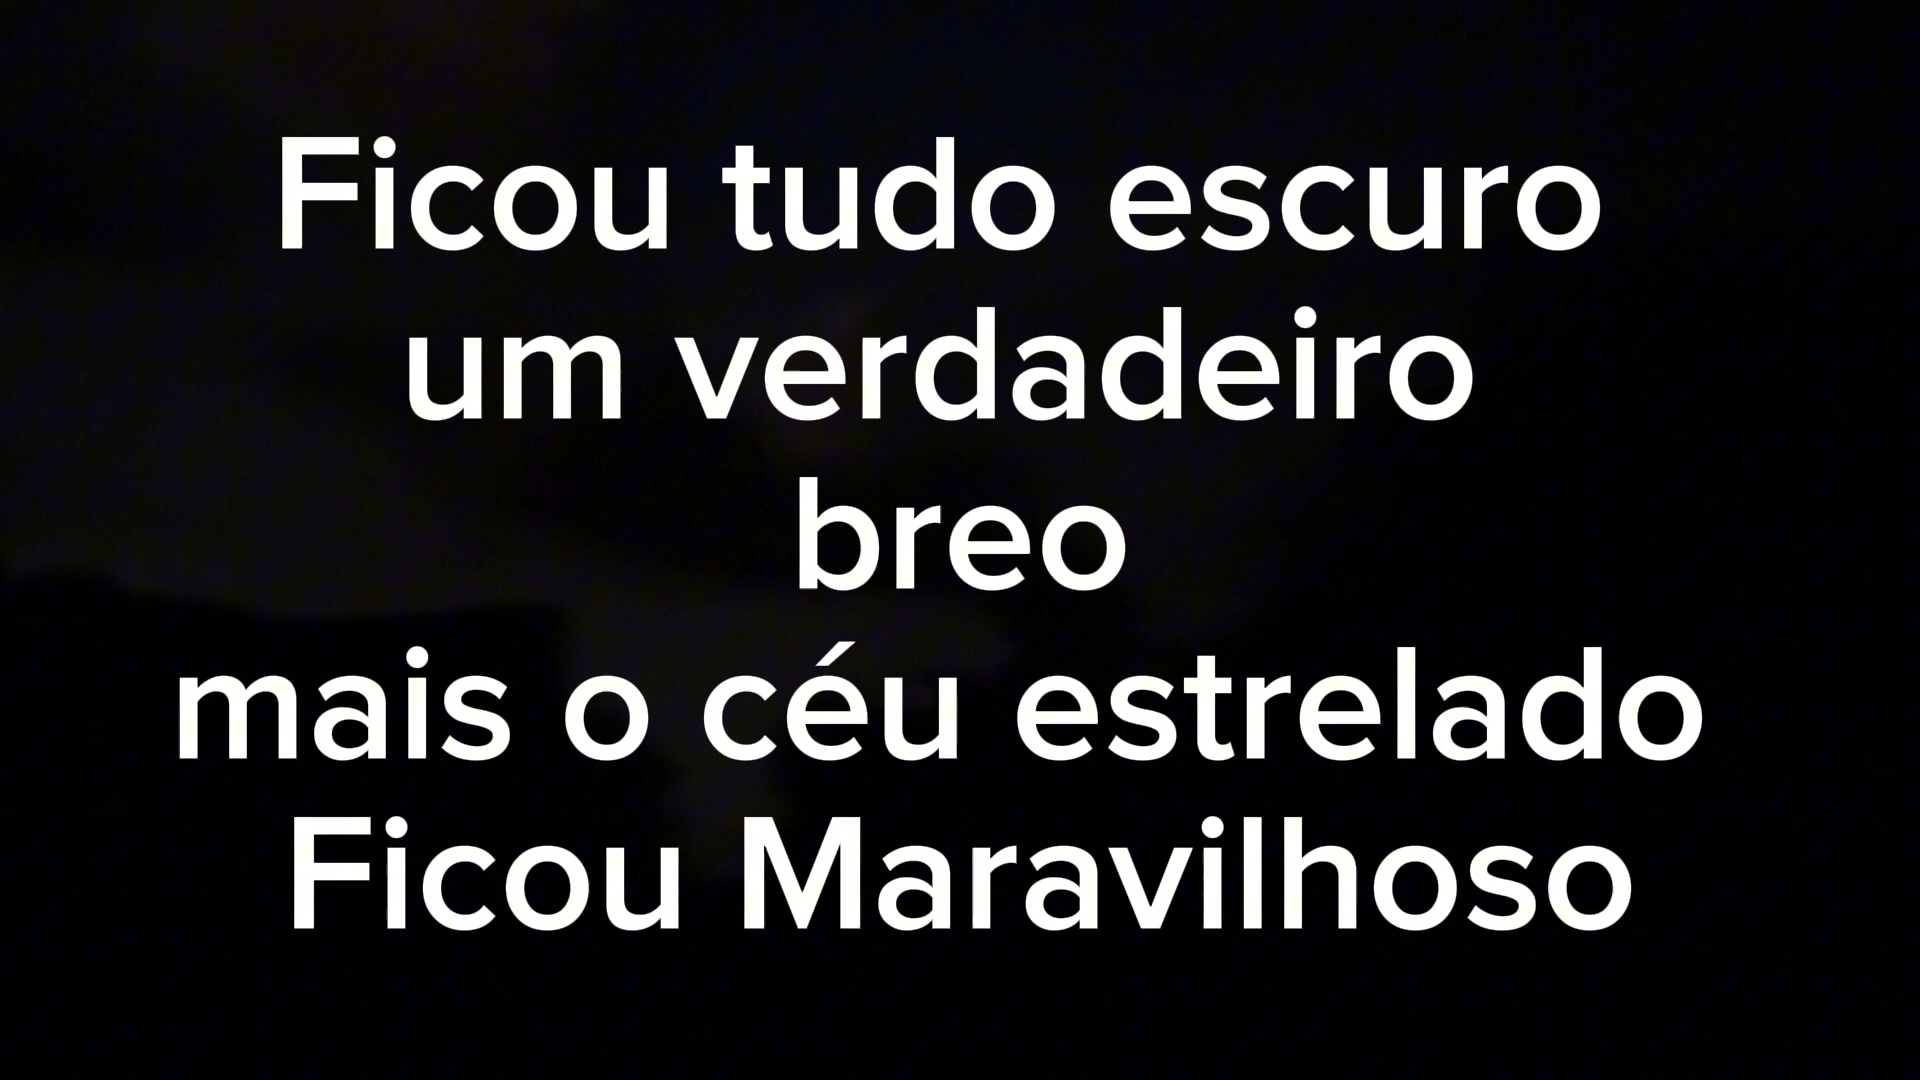 Ficou tudo escuro
um verdadeiro
breo
mais o céu estrelado
Ficou Maravilhoso